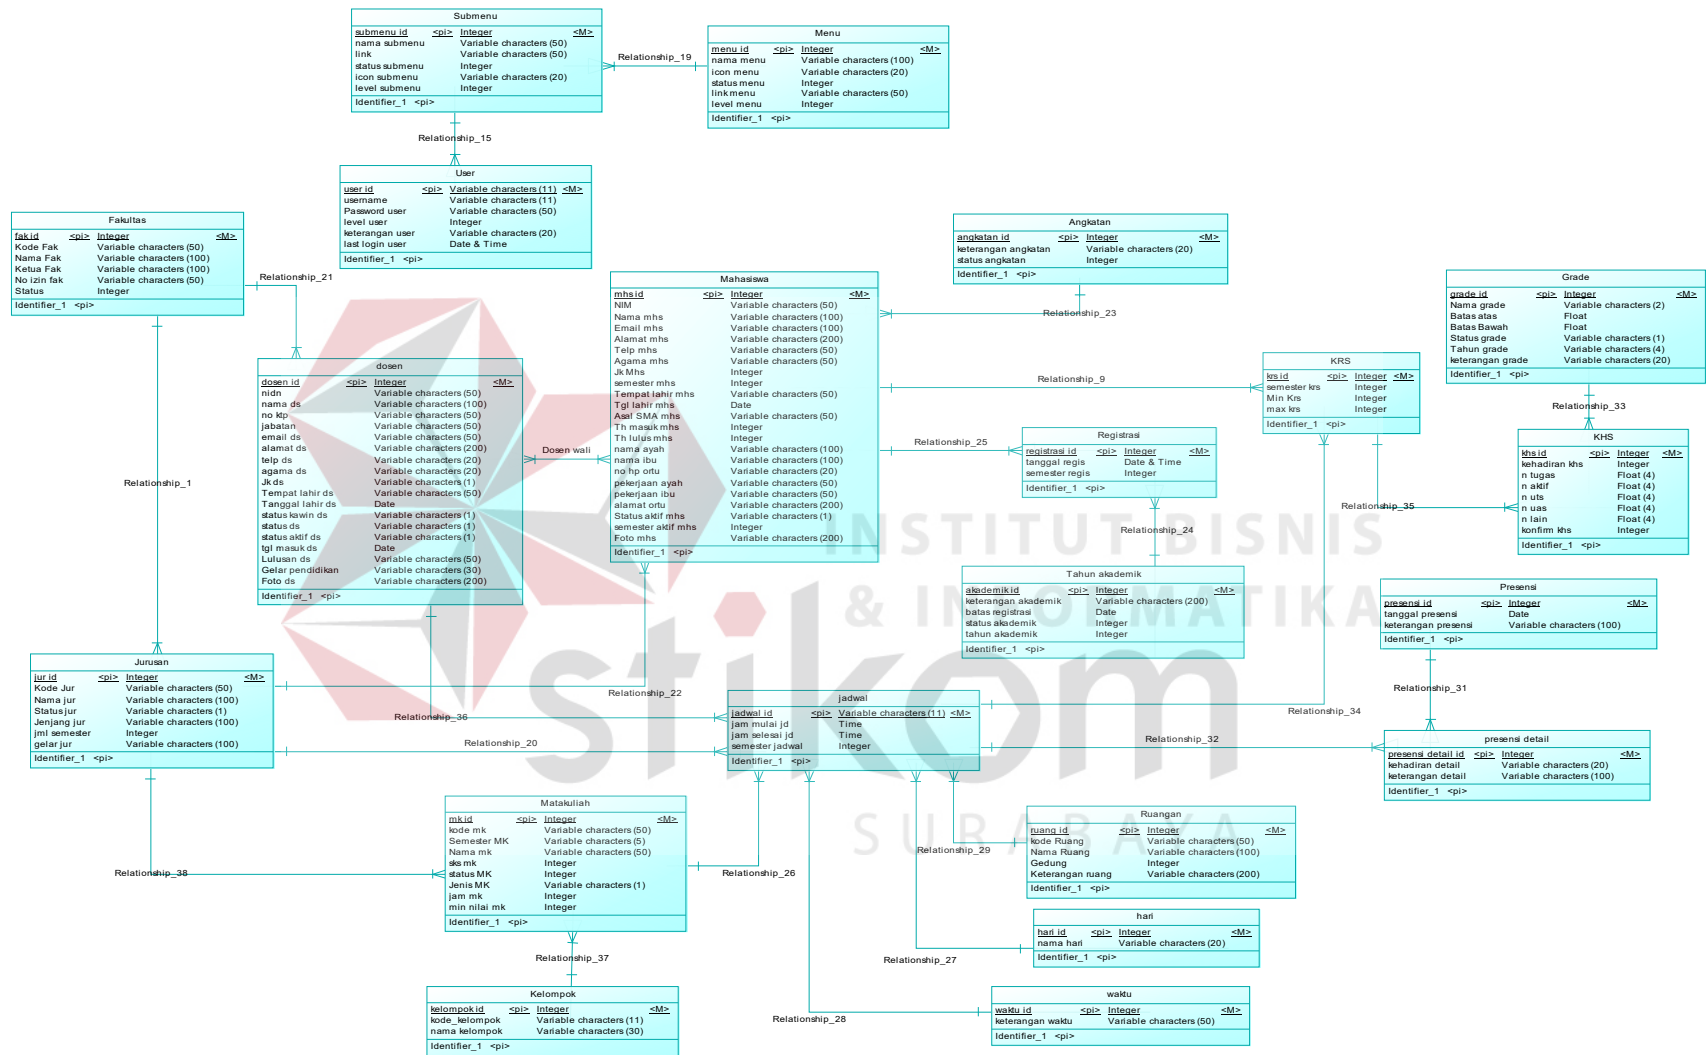 Submenu
submenu id <pi> Integer <M>
nama submenu Variable characters (50)
link Variable characters (50)
status submenu Integer
icon submenu Variable characters (20)
level submenu Integer
Identifier_1 <pi>
Relationship_19
Menu
menu id <pi> Integer <M>
nama menu Variable characters (100)
icon menu Variable characters (20)
status menu Integer
link menu Variable characters (50)
level menu Integer
Identifier_1 <pi>
Relationship_15
User
user id <pi> Variable characters (11) <M>
username Variable characters (11)
Password user Variable characters (50)
level user Integer
keterangan user Variable characters (20)
last login user Date & Time
Identifier_1 <pi>
Fakultas
fak id <pi> Integer <M>
Kode Fak Variable characters (50)
Nama Fak Variable characters (100)
Ketua Fak Variable characters (100)
No izin fak Variable characters (50)
Status Integer
Identifier_1 <pi>
Relationship_21
Angkatan
angkatan id <pi> Integer <M>
keterangan angkatan Variable characters (20)
status angkatan Integer
Identifier_1 <pi>
Relationship_23
Mahasiswa
mhs id <pi> Integer <M>
NIM Variable characters (50)
Nama mhs Variable characters (100)
Email mhs Variable characters (100)
Alamat mhs Variable characters (200)
Telp mhs Variable characters (50)
Agama mhs Variable characters (50)
Jk Mhs Integer
semester mhs Integer
Tempat lahir mhs Variable characters (50)
Tgl lahir mhs Date
Asal SMA mhs Variable characters (50)
Th masuk mhs Integer
Th lulus mhs Integer
nama ayah Variable characters (100)
nama ibu Variable characters (100)
no hp ortu Variable characters (20)
pekerjaan ayah Variable characters (50)
pekerjaan ibu Variable characters (50)
alamat ortu Variable characters (200)
Status aktif mhs Variable characters (1)
semester aktif mhs Integer
Foto mhs Variable characters (200)
Identifier_1 <pi>
Grade
grade id <pi> Integer <M>
Nama grade Variable characters (2)
Batas atas Float
Batas Bawah Float
Status grade Variable characters (1)
Tahun grade Variable characters (4)
keterangan grade Variable characters (20)
Identifier_1 <pi>
Relationship_33
dosen
dosen id <pi> Integer <M>
nidn Variable characters (50)
nama ds Variable characters (100)
no ktp Variable characters (50)
jabatan Variable characters (50)
email ds Variable characters (50)
alamat ds Variable characters (200)
telp ds Variable characters (20)
agama ds Variable characters (20)
Jk ds Variable characters (1)
Tempat lahir ds Variable characters (50)
Tanggal lahir ds Date
status kawin ds Variable characters (1)
status ds Variable characters (1)
status aktif ds Variable characters (1)
tgl masuk ds Date
Lulusan ds Variable characters (50)
Gelar pendidikan Variable characters (30)
Foto ds Variable characters (200)
Identifier_1 <pi>
Dosen wali
Relationship_9
KRS
krs id <pi> Integer <M>
semester krs Integer
Min Krs Integer
max krs Integer
Identifier_1 <pi>
Relationship_25
Registrasi
registrasi id <pi> Integer <M>
tanggal regis Date & Time
semester regis Integer
Identifier_1 <pi>
KHS
khs id <pi> Integer <M>
kehadiran khs Integer
n tugas Float (4)
n aktif Float (4)
n uts Float (4)
n uas Float (4)
n lain Float (4)
konfirm khs Integer
Identifier_1 <pi>
Relationship_35
Relationship_1
Relationship_24
INSTITUT BISNIS
& INFORMATIKA
stikom
SURABAYA
Tahun akademik
akademik id <pi> Integer <M>
keterangan akademik Variable characters (200)
batas registrasi Date
status akademik Integer
tahun akademik Integer
Identifier_1 <pi>
Presensi
presensi id <pi> Integer <M>
tanggal presensi Date
keterangan presensi Variable characters (100)
Identifier_1 <pi>
Relationship_31
Jurusan
jur id <pi> Integer <M>
Kode Jur Variable characters (50)
Nama jur Variable characters (100)
Status jur Variable characters (1)
Jenjang jur Variable characters (100)
jml semester Integer
gelar jur Variable characters (100)
Identifier_1 <pi>
Relationship_22
Relationship_36
Relationship_20
jadwal
jadwal id <pi> Variable characters (11) <M>
jam mulai jd Time
jam selesai jd Time
semester jadwal Integer
Identifier_1 <pi>
Relationship_34
Relationship_32
presensi detail
presensi detail id <pi> Integer <M>
kehadiran detail Variable characters (20)
keterangan detail Variable characters (100)
Identifier_1 <pi>
Matakuliah
mk id <pi> Integer <M>
kode mk Variable characters (50)
Semester MK Variable characters (5)
Nama mk Variable characters (50)
sks mk Integer
status MK Integer
Jenis MK Variable characters (1)
jam mk Integer
min nilai mk Integer
Identifier_1 <pi>
Relationship_38
Relationship_26
Ruangan
ruang id <pi> Integer <M>
kode Ruang Variable characters (50)
Nama Ruang Variable characters (100)
Gedung Integer
Keterangan ruang Variable characters (200)
Identifier_1 <pi>
Relationship_29
hari
hari id <pi> Integer <M>
nama hari Variable characters (20)
Identifier_1 <pi>
Relationship_27
Relationship_37
Kelompok
kelompok id <pi> Integer <M>
kode_kelompok Variable characters (11)
nama kelompok Variable characters (30)
Identifier_1 <pi>
waktu
waktu id <pi> Integer <M>
keterangan waktu Variable characters (50)
Identifier_1 <pi>
Relationship_28